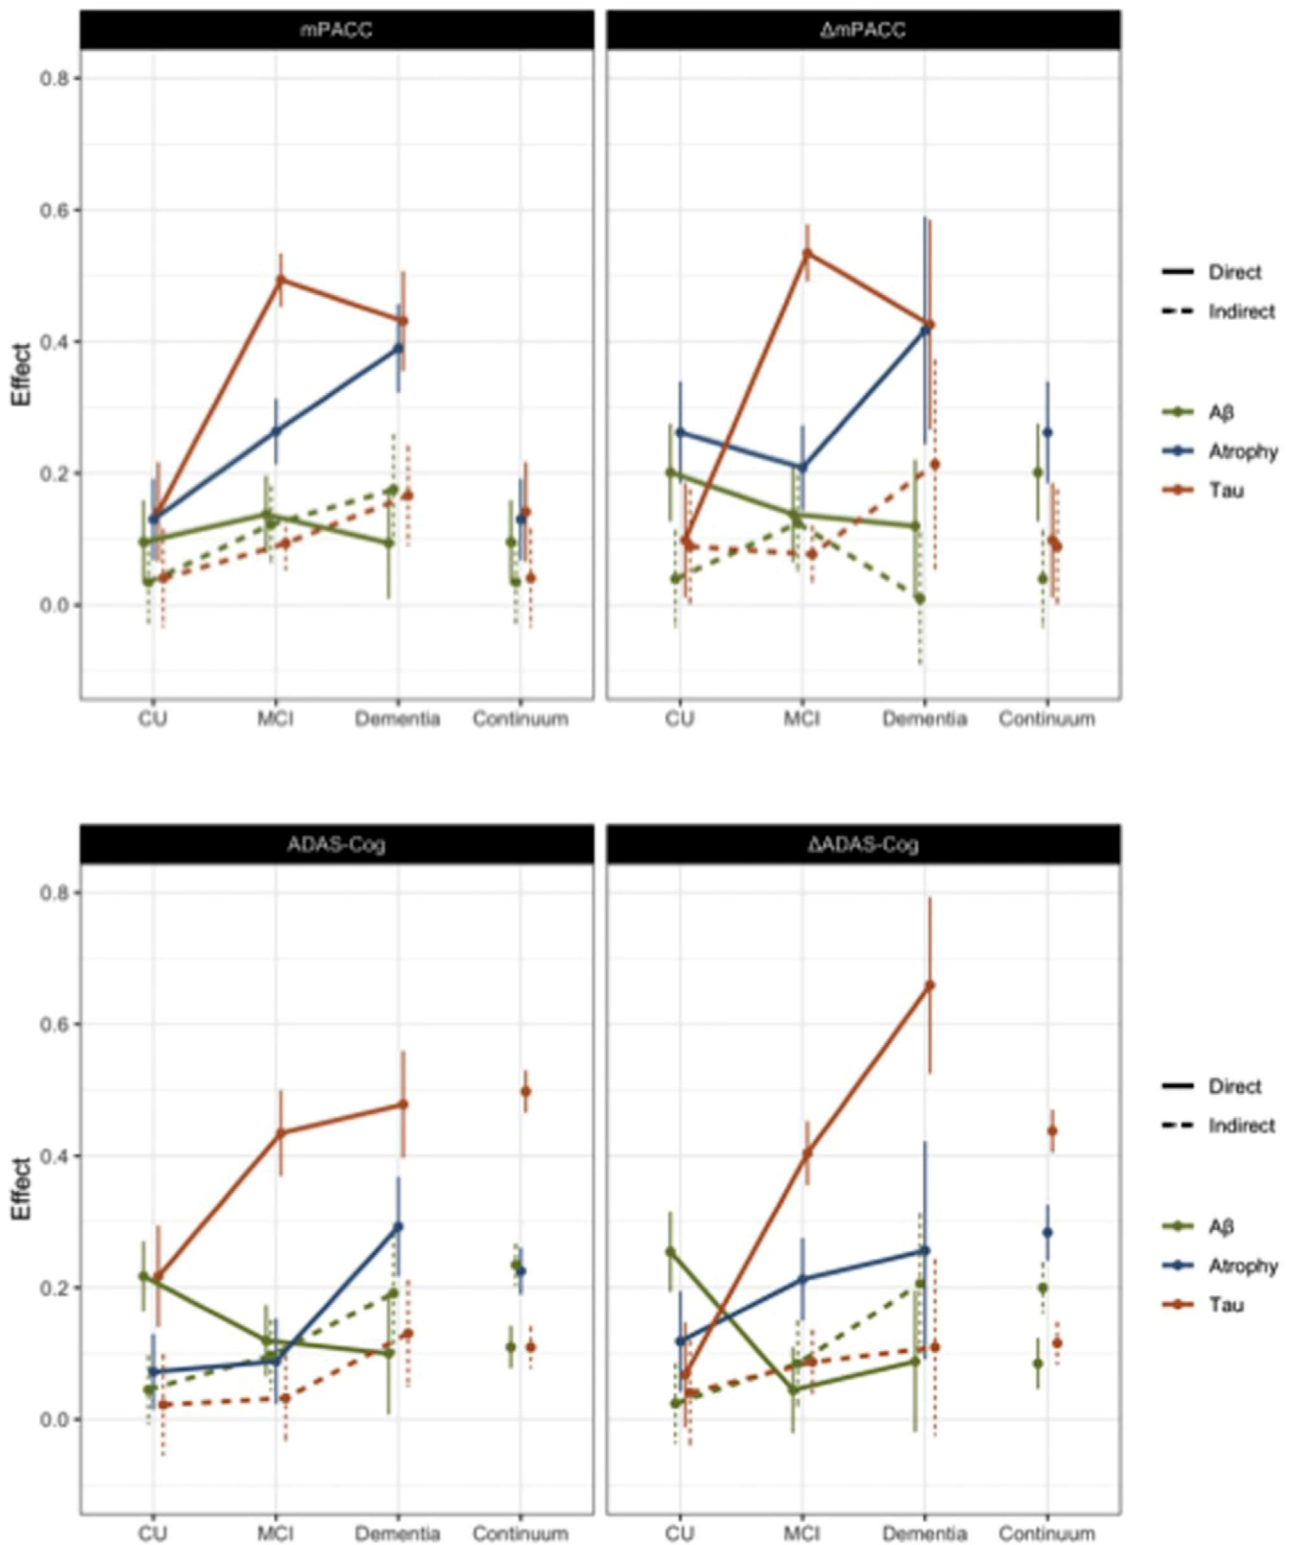 mPACC ΔmPACC
0.8
0.6
0.4
0.2
0.0
Effect
CU MCI Dementia Continuum CU MCI Dementia Continuum
Direct
Indirect
Aβ
Atrophy
Tau
ADAS-Cog ΔADAS-Cog
0.8
0.6
0.4
0.2
0.0
Effect
CU MCI Dementia Continuum CU MCI Dementia Continuum
Direct
Indirect
Aβ
Atrophy
Tau